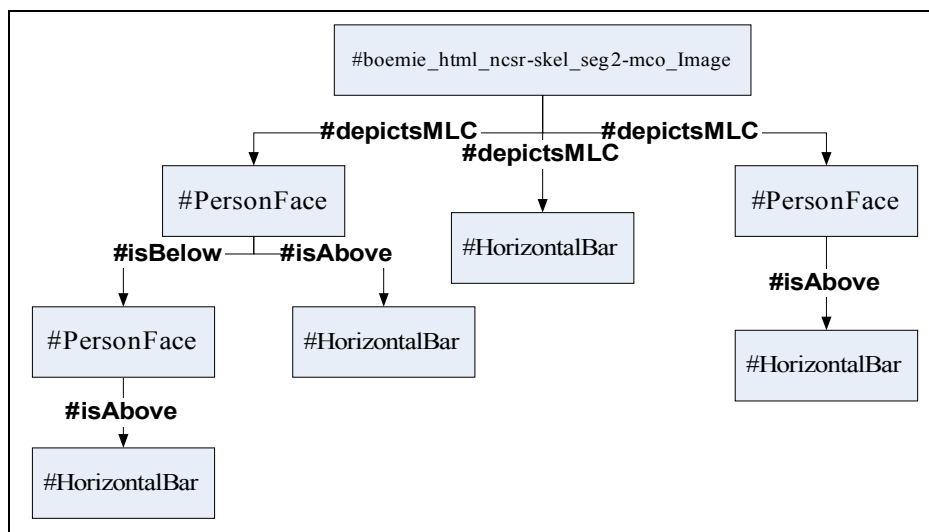 #boemie_html_ncsr-skel_seg2-mco_Image
#depictsMLC
#depictsMLC
#depictsMLC
#PersonFace
#HorizontalBar
#PersonFace
#isBelow
#isAbove
#isAbove
#PersonFace
#HorizontalBar
#HorizontalBar
#isAbove
#HorizontalBar